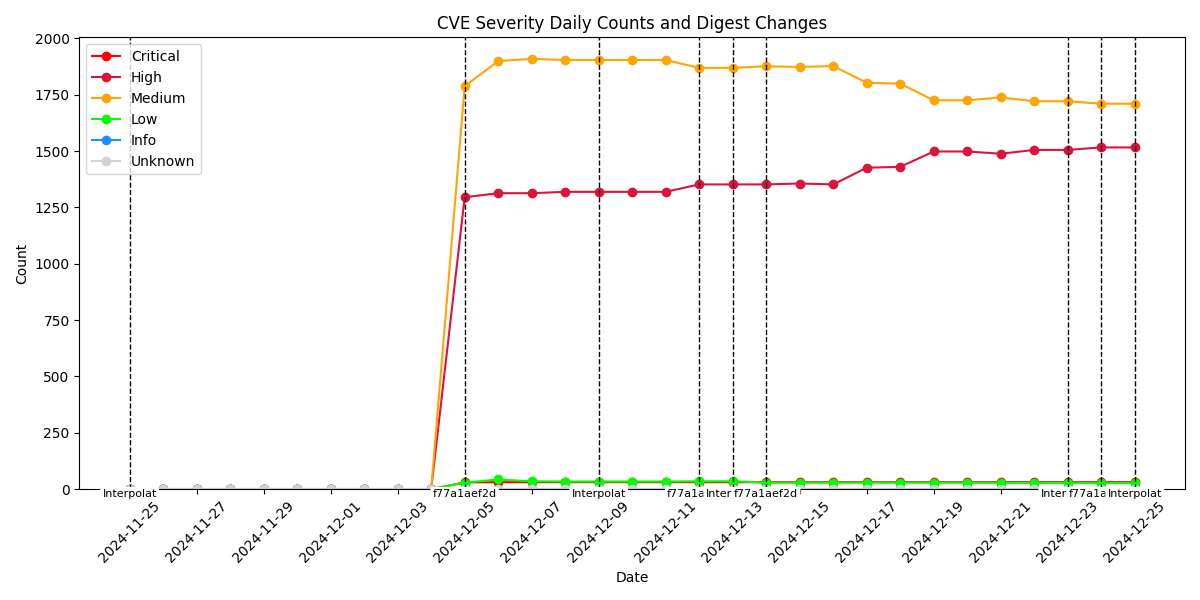 CVE Severity Daily Counts and Digest Changes
Critical
High
Medium
Low
Info
Unknown
2000
1750
1500
1250
1000
750
500
250
0
Count
Interpolat
f77a1aef2d
Interpolat
f77a1a
Inter
f77a1aef2d
Inter
f77a1a
Interpolat
2024-11-25
2024-11-27
2024-11-29
2024-12-01
2024-12-03
2024-12-05
2024-12-07
2024-12-09
2024-12-11
2024-12-13
2024-12-15
2024-12-17
2024-12-19
2024-12-21
2024-12-23
2024-12-25
Date